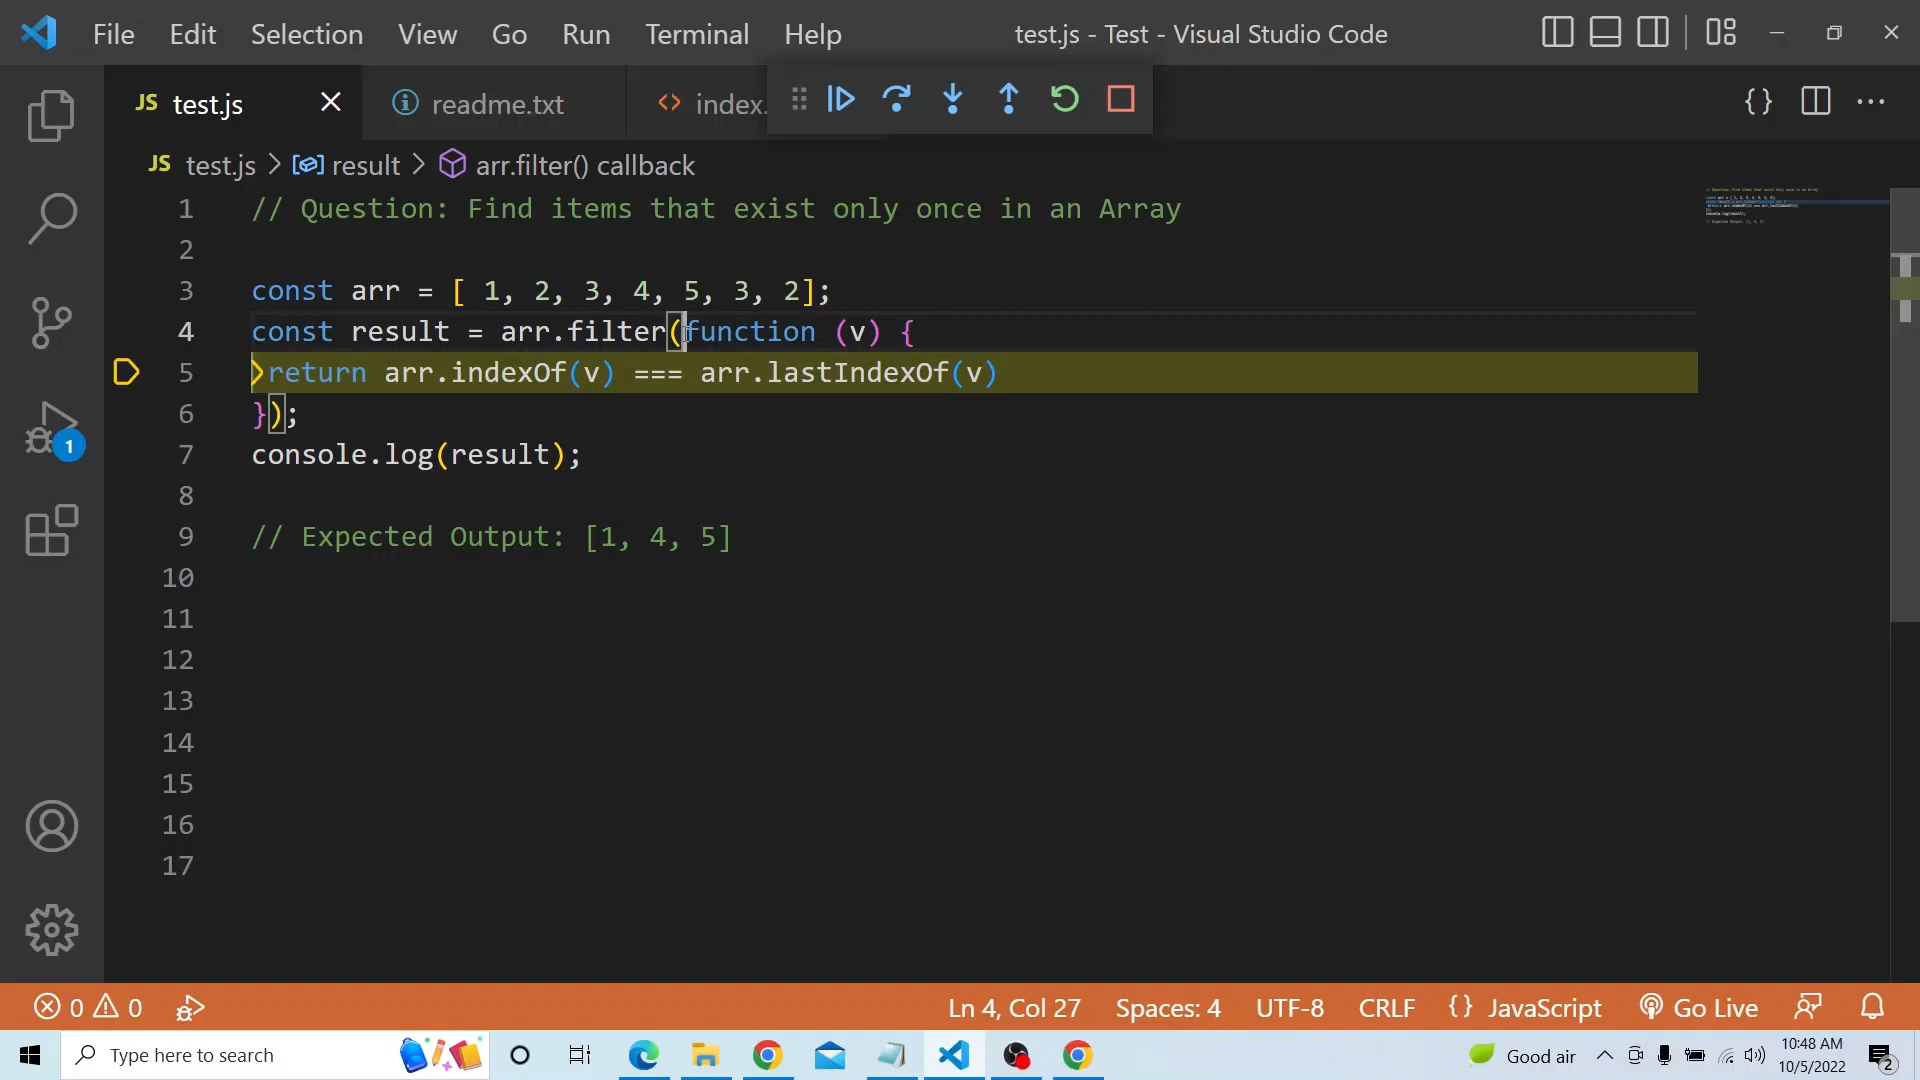 File Edit Selection View Go Run Terminal Help test.js - Test - Visual Studio Code
JS test.js readme.txt index.
JS test.js > result > arr.filter() callback
1 // Question: Find items that exist only once in an Array
2
3 const arr = [ 1, 2, 3, 4, 5, 3, 2];
4 const result = arr.filter(function (v) {
5 return arr.indexOf(v) === arr.lastIndexOf(v)
6 });
7 console.log(result);
8
9 // Expected Output: [1, 4, 5]
10
11
12
13
14
15
16
17
1
0 0 Ln 4, Col 27 Spaces: 4 UTF-8 CRLF {} JavaScript Go Live
Type here to search Good air 10:48 AM
10/5/2022 2